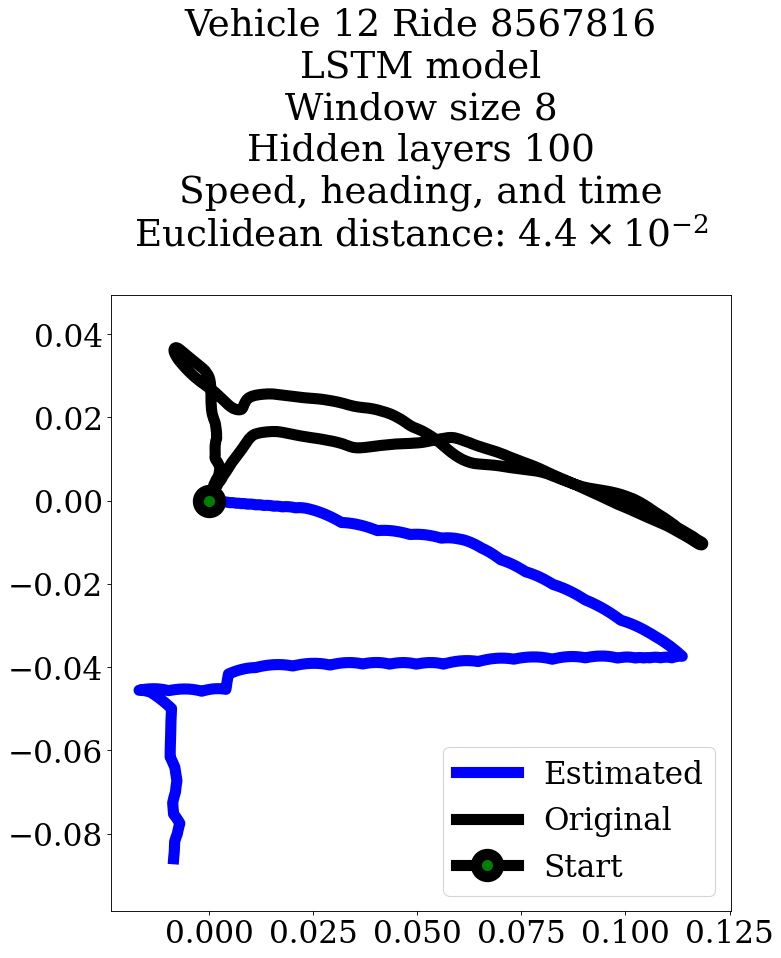 Vehicle 12 Ride 8567816
LSTM model
Window size 8
Hidden layers 100
Speed, heading, and time
Euclidean distance: 4.4 × 10⁻²
0.04
0.02
0.00
−0.02
−0.04
−0.06
−0.08
Estimated
Original
Start
0.000 0.025 0.050 0.075 0.100 0.125